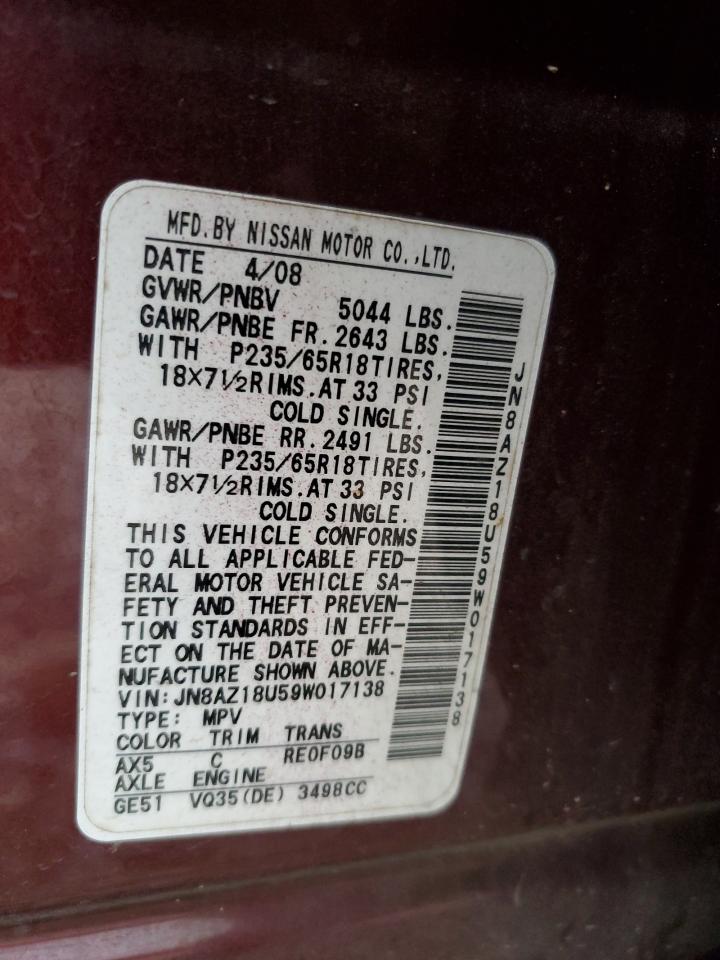 MFD.BY NISSAN MOTOR CO.,LTD.
DATE 4/08
GVWR/PNBV 5044 LBS.
GAWR/PNBE FR.2643 LBS.
WITH P235/65R18TIRES,
18×7½RIMS.AT 33 PSI
COLD SINGLE.
GAWR/PNBE RR.2491 LBS.
WITH P235/65R18TIRES,
18×7½RIMS.AT 33 PSI
COLD SINGLE.
THIS VEHICLE CONFORMS
TO ALL APPLICABLE FED-
ERAL MOTOR VEHICLE SA-
FETY AND THEFT PREVEN-
TION STANDARDS IN EFF-
ECT ON THE DATE OF MA-
NUFACTURE SHOWN ABOVE.
VIN:JN8AZ18U59W017138
TYPE: MPV
COLOR TRIM TRANS
AX5 C RE0F09B
AXLE ENGINE
GE51 VQ35(DE) 3498CC
JN8AZ18U59W017138